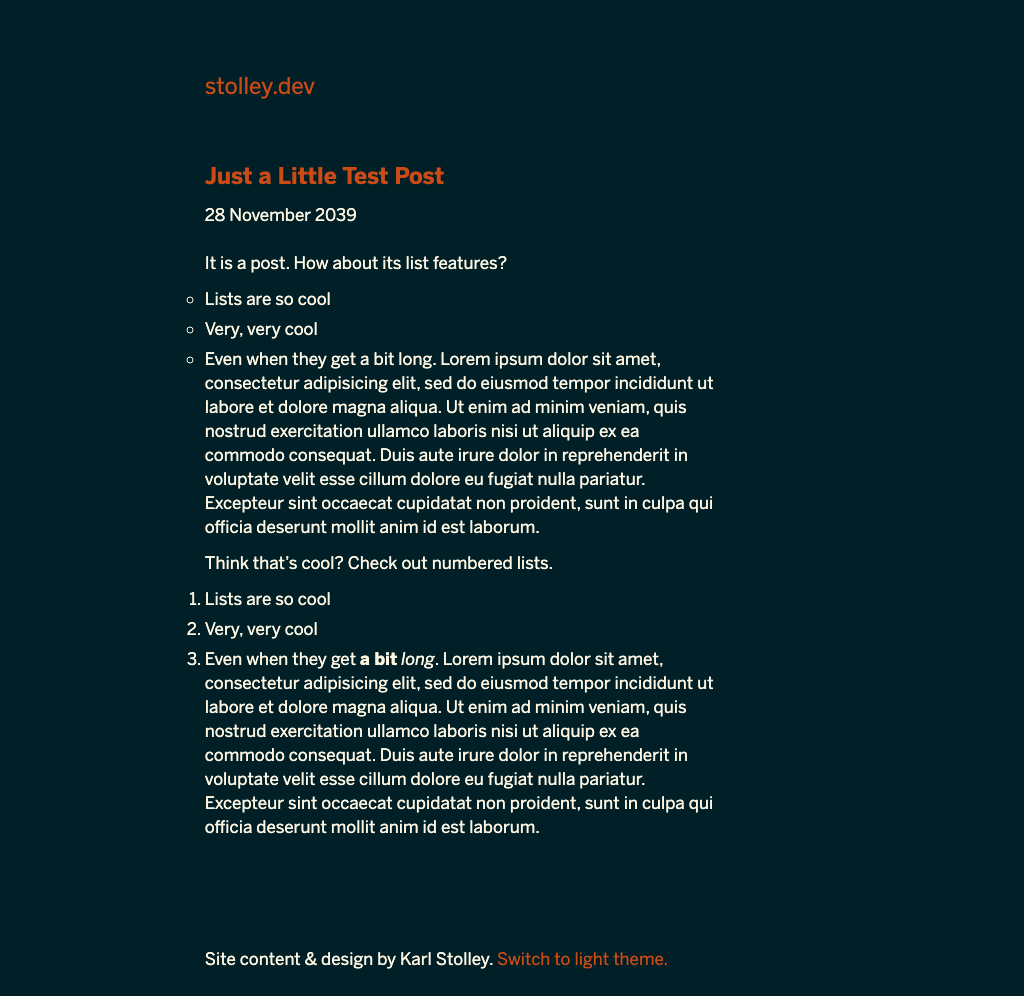 stolley.dev
Just a Little Test Post
28 November 2039
It is a post. How about its list features?
Lists are so cool
Very, very cool
Even when they get a bit long. Lorem ipsum dolor sit amet,
consectetur adipisicing elit, sed do eiusmod tempor incididunt ut
labore et dolore magna aliqua. Ut enim ad minim veniam, quis
nostrud exercitation ullamco laboris nisi ut aliquip ex ea
commodo consequat. Duis aute irure dolor in reprehenderit in
voluptate velit esse cillum dolore eu fugiat nulla pariatur.
Excepteur sint occaecat cupidatat non proident, sunt in culpa qui
officia deserunt mollit anim id est laborum.
Think that’s cool? Check out numbered lists.
1. Lists are so cool
2. Very, very cool
3. Even when they get a bit long. Lorem ipsum dolor sit amet,
consectetur adipisicing elit, sed do eiusmod tempor incididunt ut
labore et dolore magna aliqua. Ut enim ad minim veniam, quis
nostrud exercitation ullamco laboris nisi ut aliquip ex ea
commodo consequat. Duis aute irure dolor in reprehenderit in
voluptate velit esse cillum dolore eu fugiat nulla pariatur.
Excepteur sint occaecat cupidatat non proident, sunt in culpa qui
officia deserunt mollit anim id est laborum.
Site content & design by Karl Stolley. Switch to light theme.